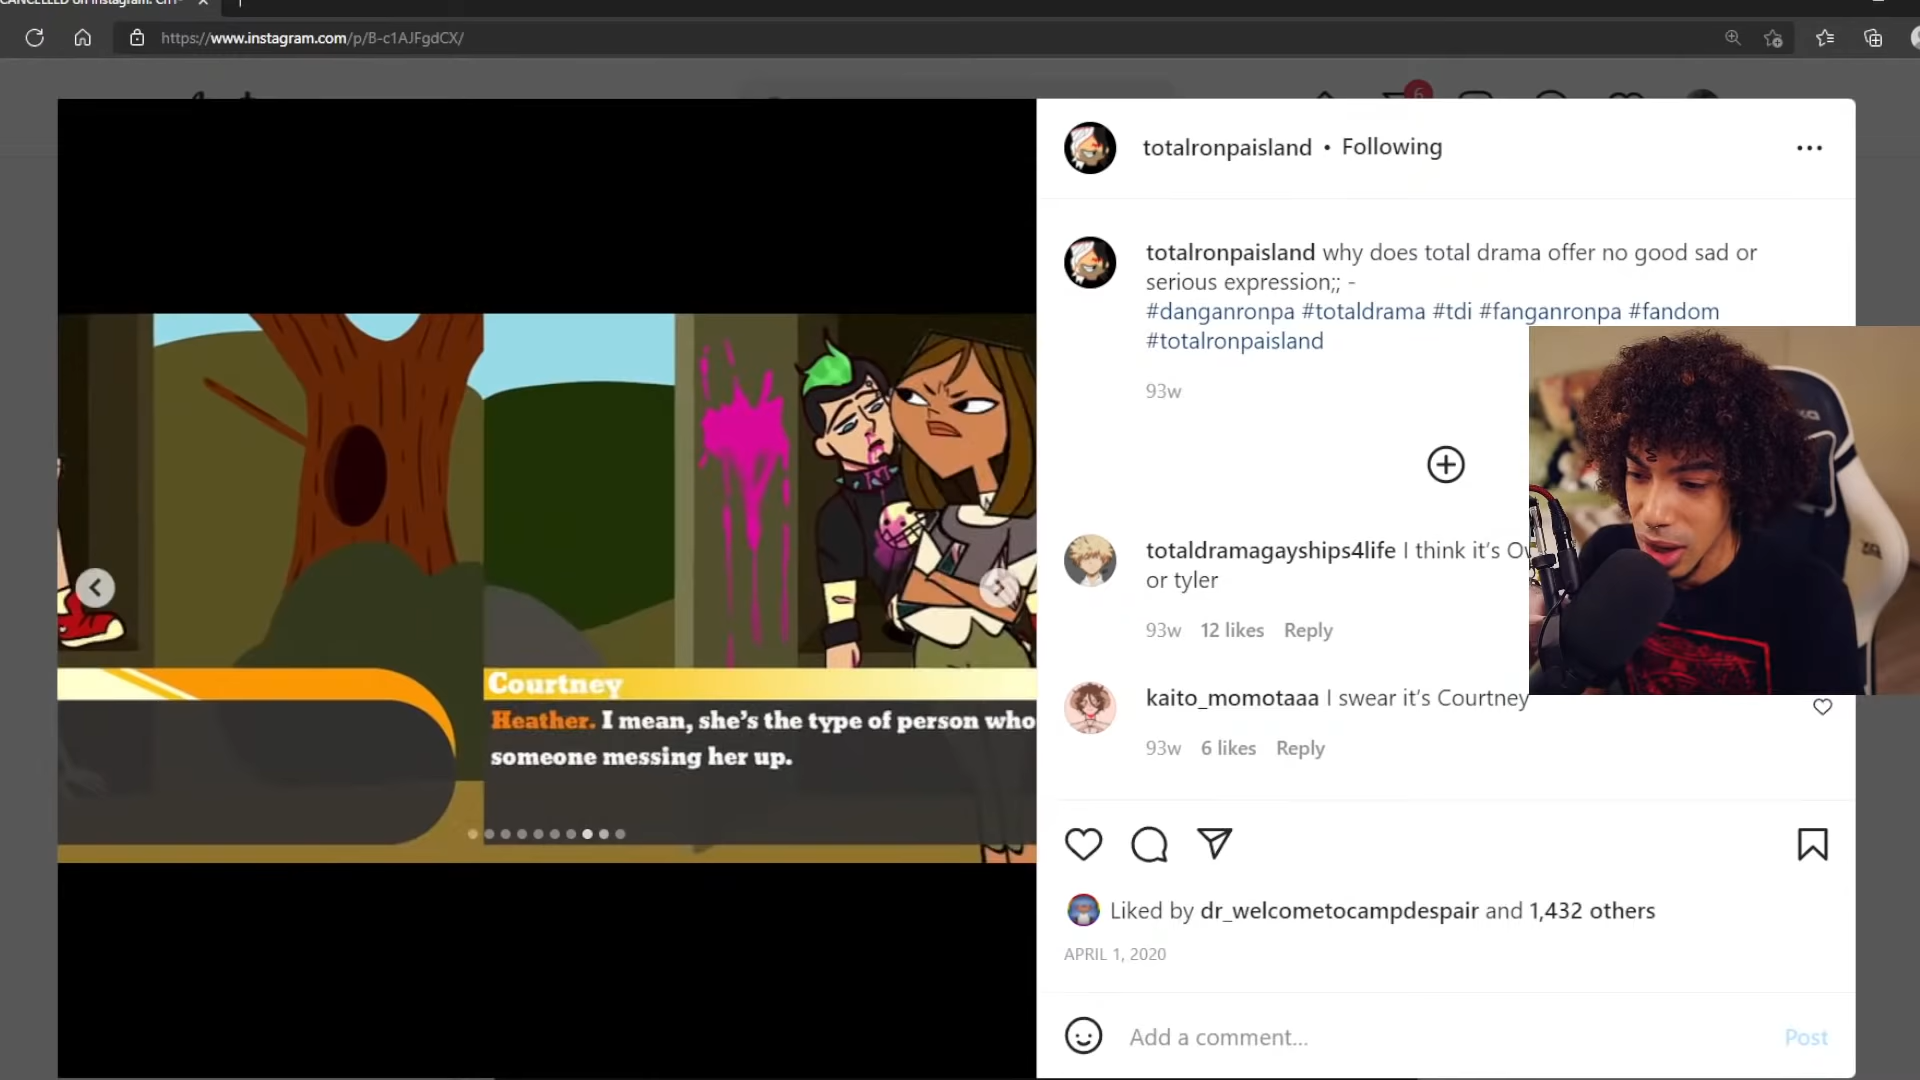 https://www.instagram.com/p/B-c1AJFgdCX/
6
totalronpaisland • Following
totalronpaisland why does total drama offer no good sad or
serious expression;; -
#danganronpa #totaldrama #tdi #fanganronpa #fandom
#totalronpaisland
93w
totaldramagayships4life I think it's
or tyler
93w 12 likes Reply
kaito_momotaaa I swear it's Courtney
93w 6 likes Reply
Courtney
Heather. I mean, she's the type of person who
someone messing her up.
Liked by dr_welcometocampdespair and 1,432 others
APRIL 1, 2020
Add a comment...
Post